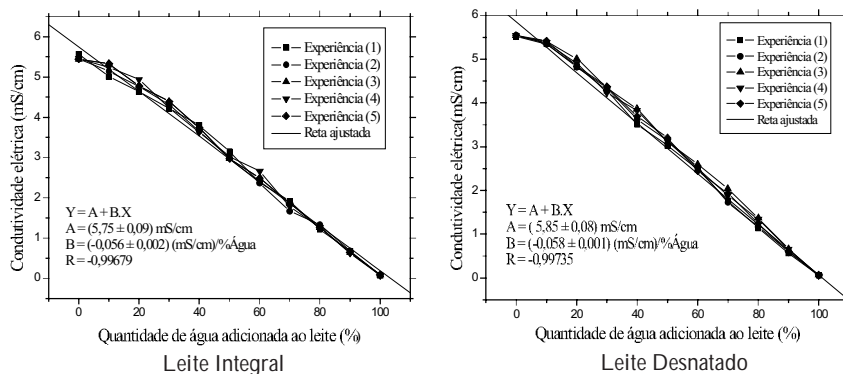 Condutividade elétrica (mS/cm)
6
5
4
3
2
1
0
Experiência (1)
Experiência (2)
Experiência (3)
Experiência (4)
Experiência (5)
Reta ajustada
Y = A + B.X
A = (5,75 ± 0,09) mS/cm
B = (-0,056 ± 0,002) (mS/cm)/%Água
R = -0,99679
0 20 40 60 80 100
Quantidade de água adicionada ao leite (%)
Leite Integral
Condutividade elétrica(mS/cm)
6
5
4
3
2
1
0
Experiência (1)
Experiência (2)
Experiência (3)
Experiência (4)
Experiência (5)
Reta ajustada
Y = A + B.X
A = ( 5,85 ± 0,08) mS/cm
B = (-0,058 ± 0,001) (mS/cm)/%Água
R = -0,99735
0 20 40 60 80 100
Quantidade de água adicionada ao leite (%)
Leite Desnatado